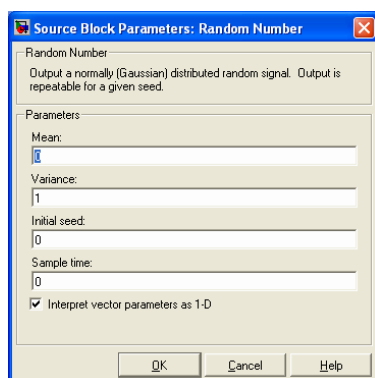 Source Block Parameters: Random Number
Random Number
Output a normally (Gaussian) distributed random signal. Output is
repeatable for a given seed.
Parameters
Mean:
0
Variance:
1
Initial seed:
0
Sample time:
0
Interpret vector parameters as 1-D
OK Cancel Help